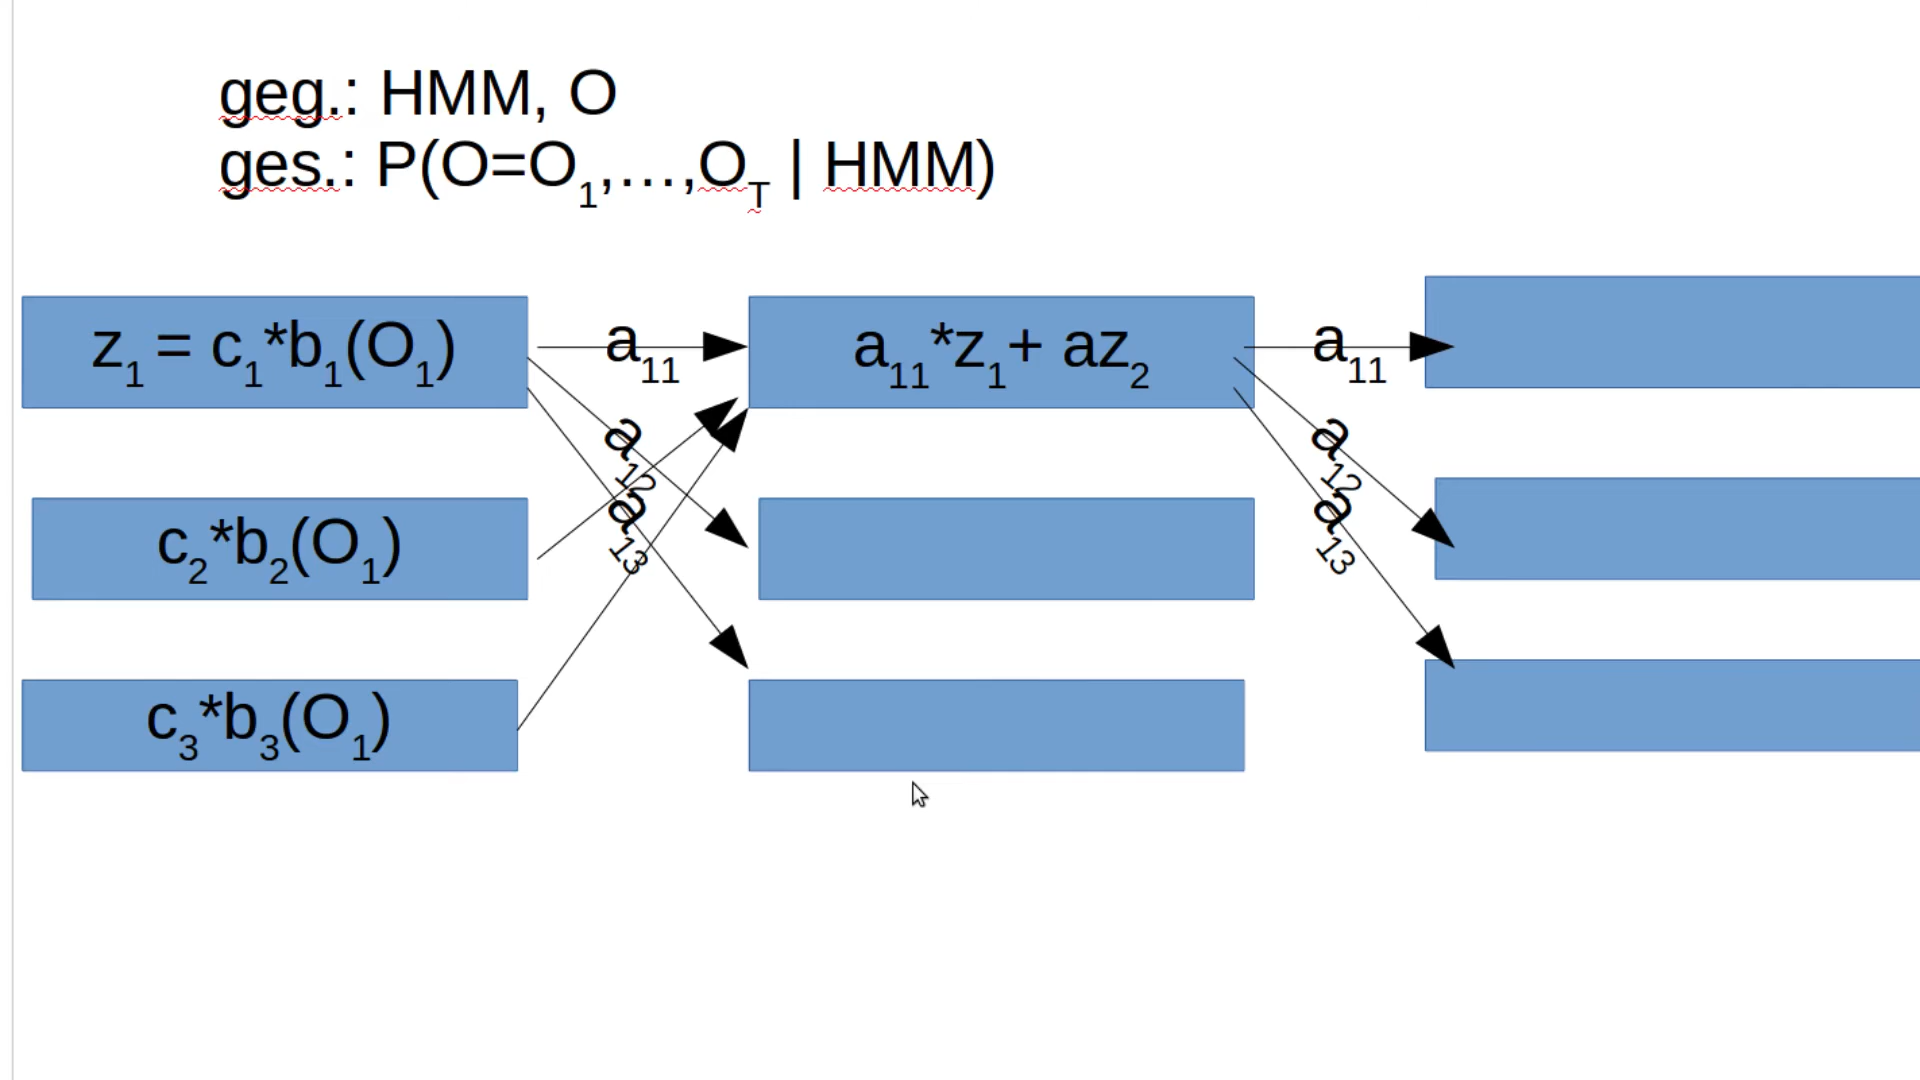 geg.: HMM, O
ges.: P(O=O₁,...,O_T | HMM)
z₁ = c₁*b₁(O₁)
a₁₁
a₁₁*z₁+ az₂
a₁₁
a₁₂
a₁₂
a₁₃
a₁₃
c₂*b₂(O₁)
c₃*b₃(O₁)